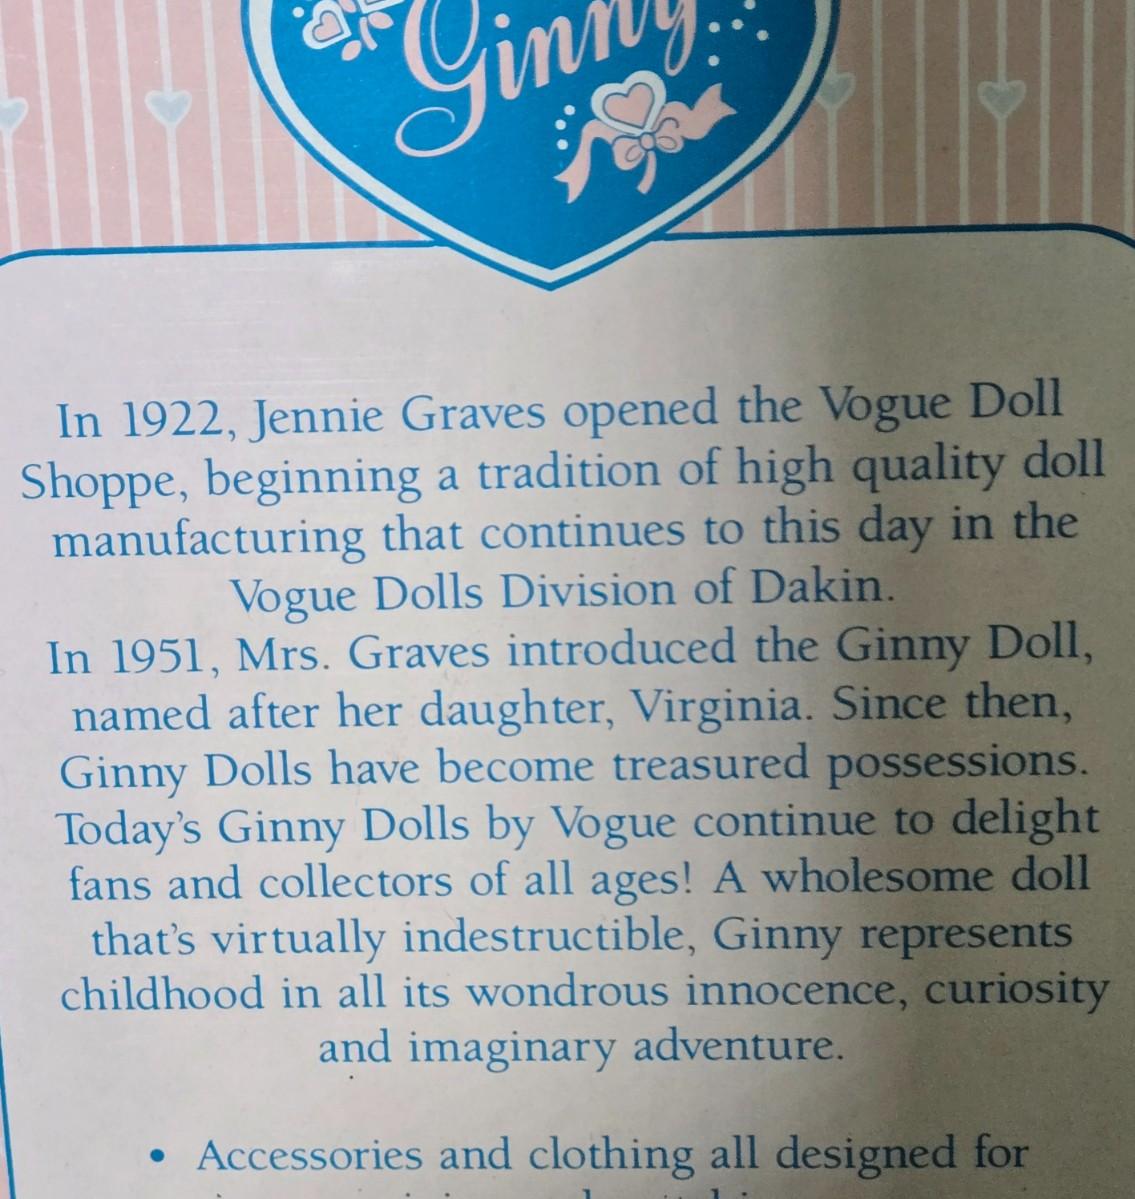 Ginny
In 1922, Jennie Graves opened the Vogue Doll
Shoppe, beginning a tradition of high quality doll
manufacturing that continues to this day in the
Vogue Dolls Division of Dakin.
In 1951, Mrs. Graves introduced the Ginny Doll,
named after her daughter, Virginia. Since then,
Ginny Dolls have become treasured possessions.
Today's Ginny Dolls by Vogue continue to delight
fans and collectors of all ages! A wholesome doll
that's virtually indestructible, Ginny represents
childhood in all its wondrous innocence, curiosity
and imaginary adventure.
• Accessories and clothing all designed for